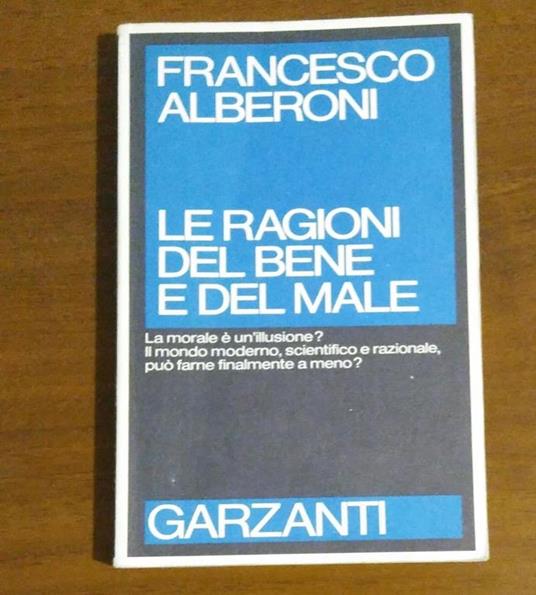 FRANCESCO
ALBERONI
LE RAGIONI
DEL BENE
E DEL MALE
La morale è un'illusione?
Il mondo moderno, scientifico e razionale,
può farne finalmente a meno?
GARZANTI